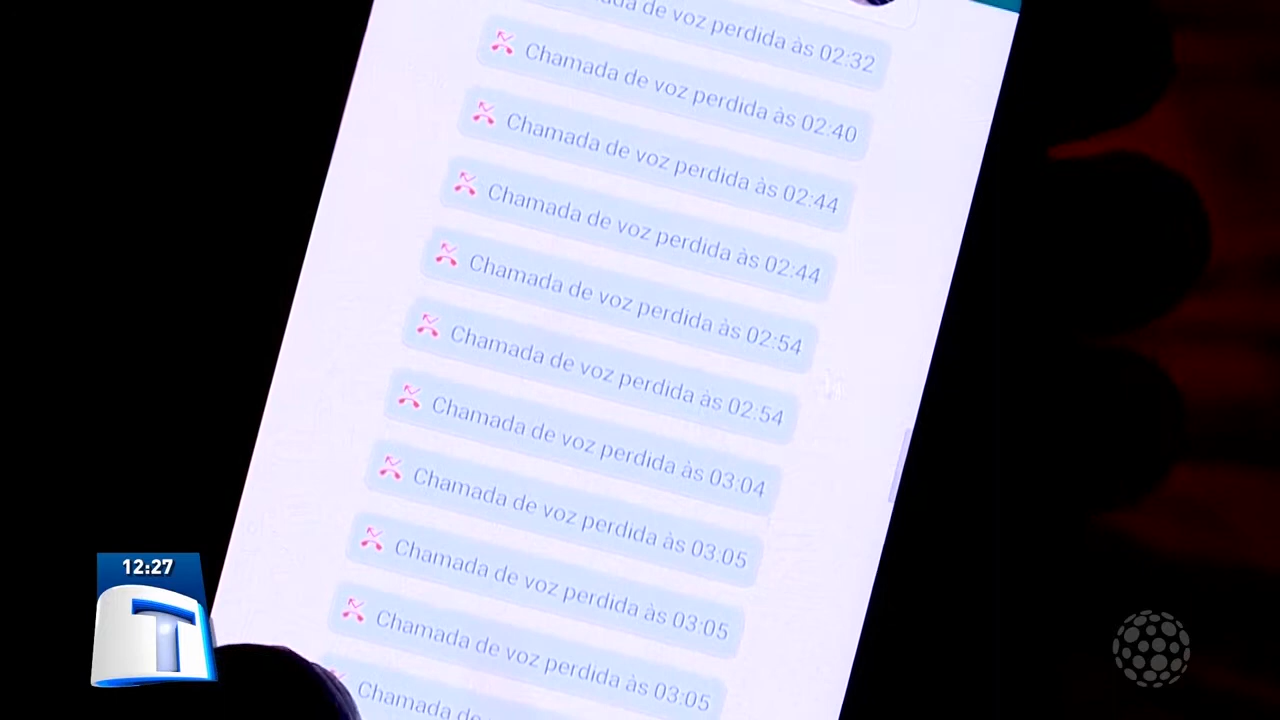 de voz perdida às 02:32
Chamada de voz perdida às 02:40
Chamada de voz perdida às 02:44
Chamada de voz perdida às 02:44
Chamada de voz perdida às 02:54
Chamada de voz perdida às 02:54
Chamada de voz perdida às 03:04
Chamada de voz perdida às 03:05
Chamada de voz perdida às 03:05
Chamada de voz perdida às 03:05
Chamada
12:27
T